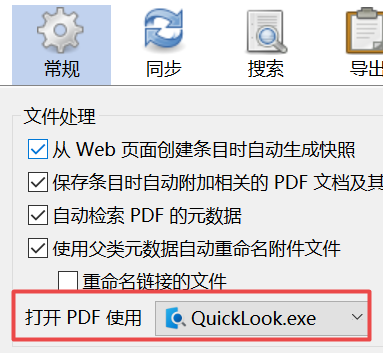 常规 同步 搜索 导出
文件处理
从 Web 页面创建条目时自动生成快照
保存条目时自动附加相关的 PDF 文档及其
自动检索 PDF 的元数据
使用父类元数据自动重命名附件文件
重命名链接的文件
打开 PDF 使用 QuickLook.exe